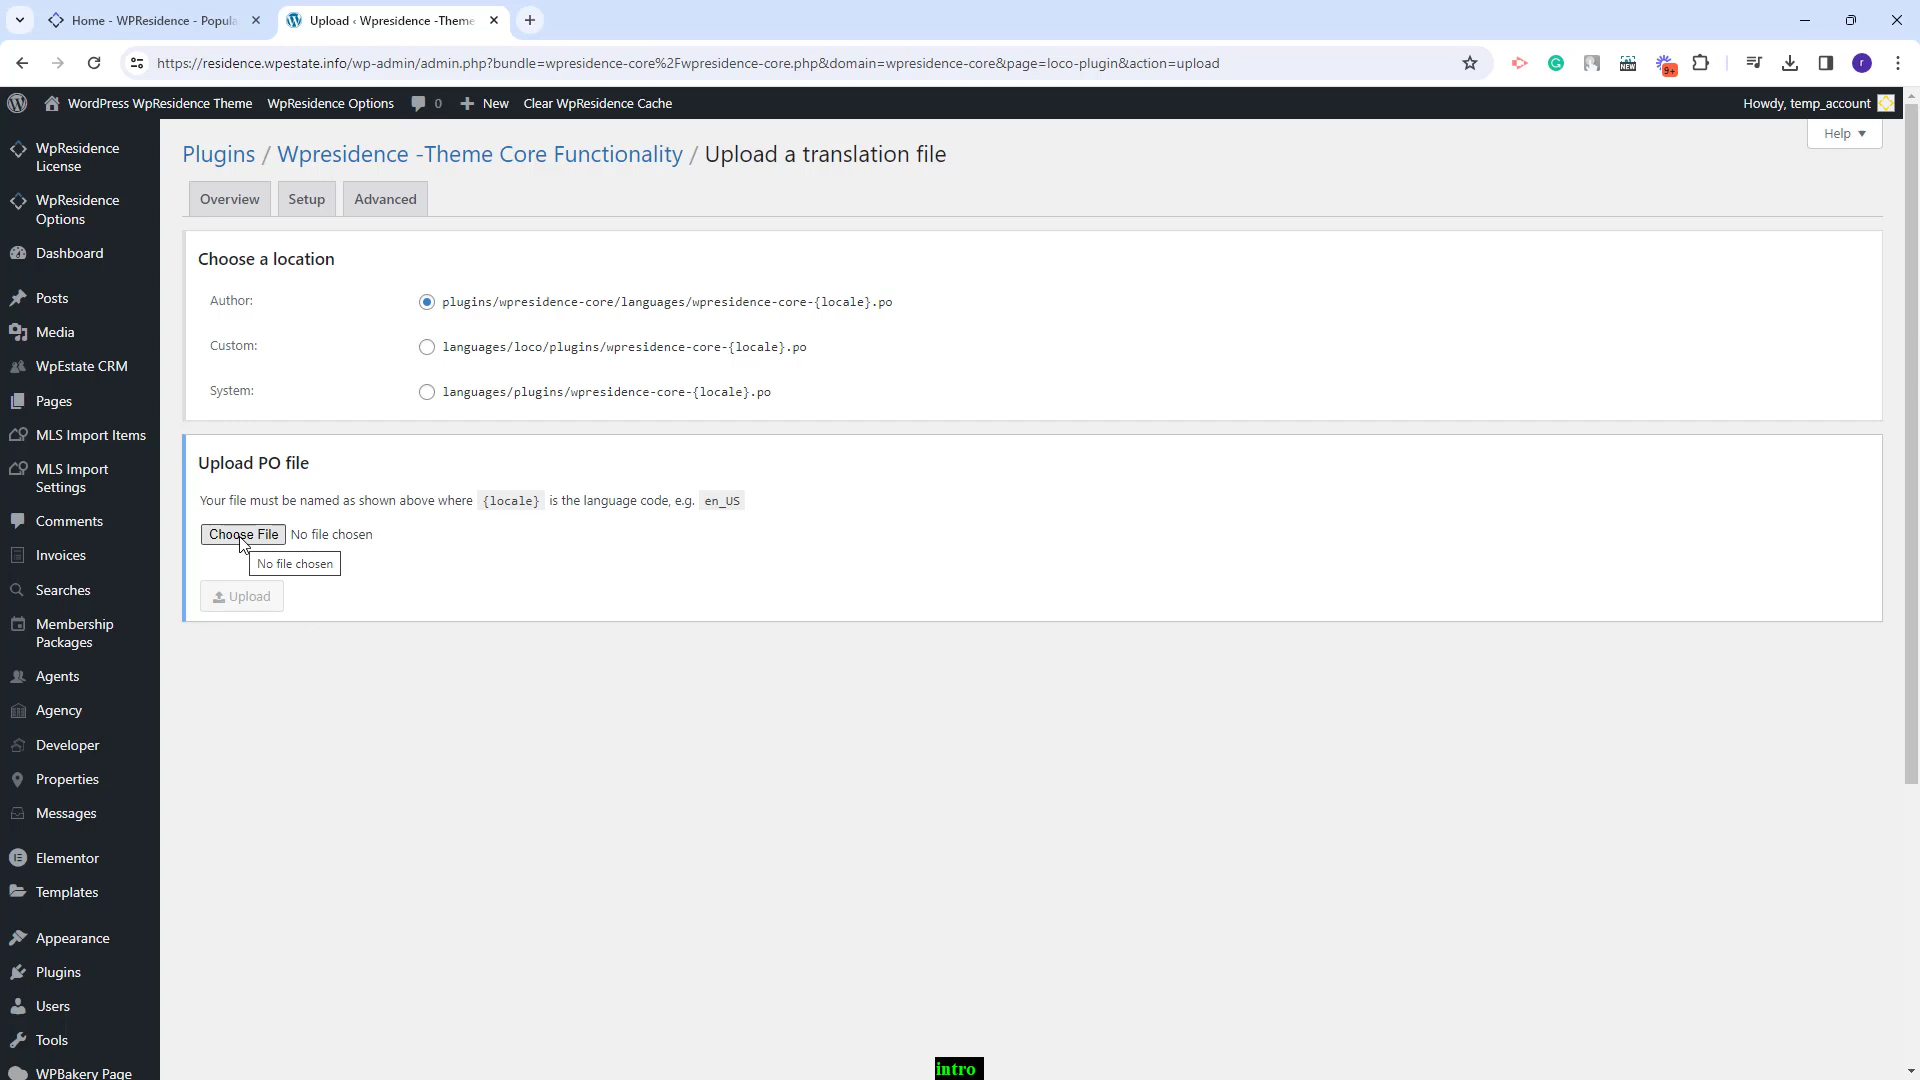 Home - WPResidence - Popula
Upload ‹ Wpresidence -Theme
https://residence.wpestate.info/wp-admin/admin.php?bundle=wpresidence-core%2Fwpresidence-core.php&domain=wpresidence-core&page=loco-plugin&action=upload
NEW
9+
r
WordPress WpResidence Theme
WpResidence Options
0
New
Clear WpResidence Cache
Howdy, temp_account
Help
WpResidence
License
WpResidence
Options
Dashboard
Posts
Media
WpEstate CRM
Pages
MLS Import Items
MLS Import
Settings
Comments
Invoices
Searches
Membership
Packages
Agents
Agency
Developer
Properties
Messages
Elementor
Templates
Appearance
Plugins
Users
Tools
WPBakery Page
Plugins / Wpresidence -Theme Core Functionality / Upload a translation file
Overview
Setup
Advanced
Choose a location
Author:
plugins/wpresidence-core/languages/wpresidence-core-{locale}.po
Custom:
languages/loco/plugins/wpresidence-core-{locale}.po
System:
languages/plugins/wpresidence-core-{locale}.po
Upload PO file
Your file must be named as shown above where {locale} is the language code, e.g. en_US
Choose File No file chosen
No file chosen
Upload
intro